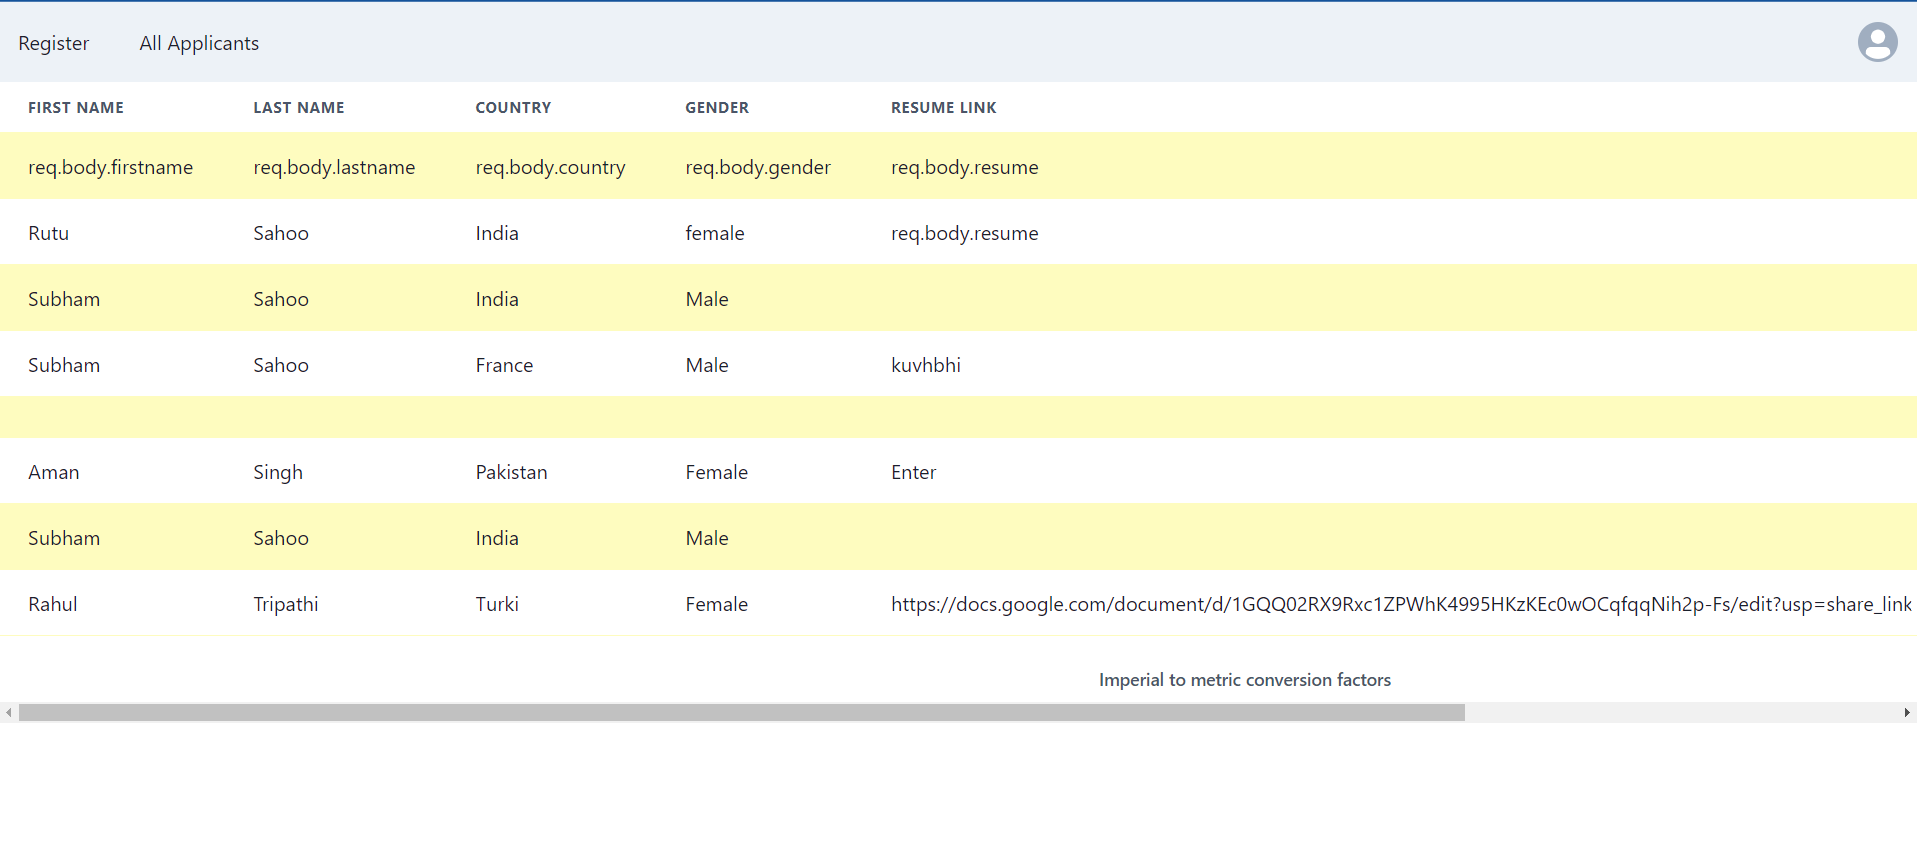 Register All Applicants
FIRST NAME LAST NAME COUNTRY GENDER RESUME LINK
req.body.firstname req.body.lastname req.body.country req.body.gender req.body.resume
Rutu Sahoo India female req.body.resume
Subham Sahoo India Male
Subham Sahoo France Male kuvhbhi
Aman Singh Pakistan Female Enter
Subham Sahoo India Male
Rahul Tripathi Turki Female https://docs.google.com/document/d/1GQQ02RX9Rxc1ZPWhK4995HKzKEc0wOCqfqqNih2p-Fs/edit?usp=share_link
Imperial to metric conversion factors